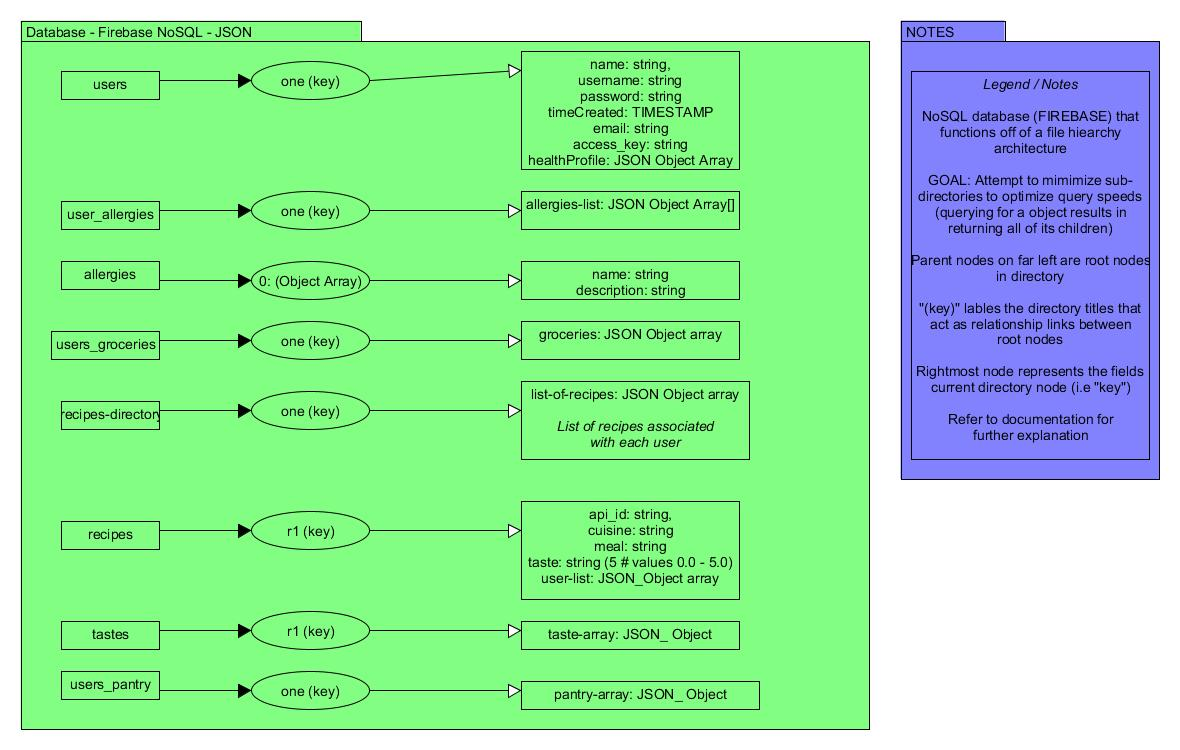 Database - Firebase NoSQL - JSON
users
one (key)
name: string,
username: string
password: string
timeCreated: TIMESTAMP
email: string
access_key: string
healthProfile: JSON Object Array
user_allergies
one (key)
allergies-list: JSON Object Array[]
allergies
0: (Object Array)
name: string
description: string
users_groceries
one (key)
groceries: JSON Object array
recipes-directory
one (key)
list-of-recipes: JSON Object array
List of recipes associated
with each user
recipes
r1 (key)
api_id: string,
cuisine: string
meal: string
taste: string (5 # values 0.0 - 5.0)
user-list: JSON_Object array
tastes
r1 (key)
taste-array: JSON_ Object
users_pantry
one (key)
pantry-array: JSON_ Object
NOTES
Legend / Notes
NoSQL database (FIREBASE) that
functions off of a file hiearchy
architecture
GOAL: Attempt to mimimize sub-
directories to optimize query speeds
(querying for a object results in
returning all of its children)
Parent nodes on far left are root nodes
in directory
"(key)" lables the directory titles that
act as relationship links between
root nodes
Rightmost node represents the fields
current directory node (i.e "key")
Refer to documentation for
further explanation